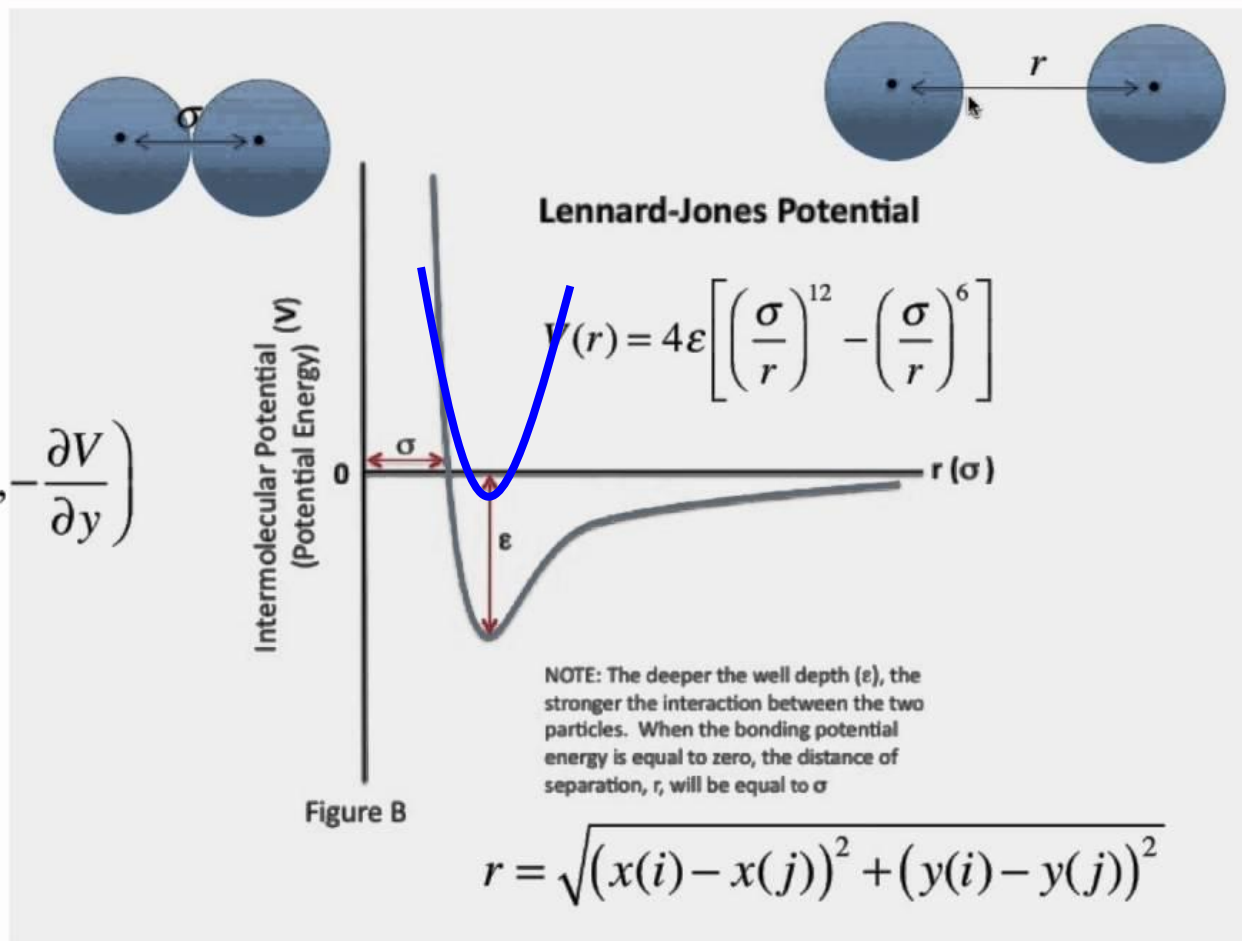 σ
r
Lennard-Jones Potential
V(r) = 4ε[(σ/r)^12 − (σ/r)^6]
Intermolecular Potential (V)
(Potential Energy)
σ
0
r (σ)
ε
,−∂V/∂y)
NOTE: The deeper the well depth (ε), the
stronger the interaction between the two
particles. When the bonding potential
energy is equal to zero, the distance of
separation, r, will be equal to σ
Figure B
r = √((x(i) − x(j))^2 + (y(i) − y(j))^2)